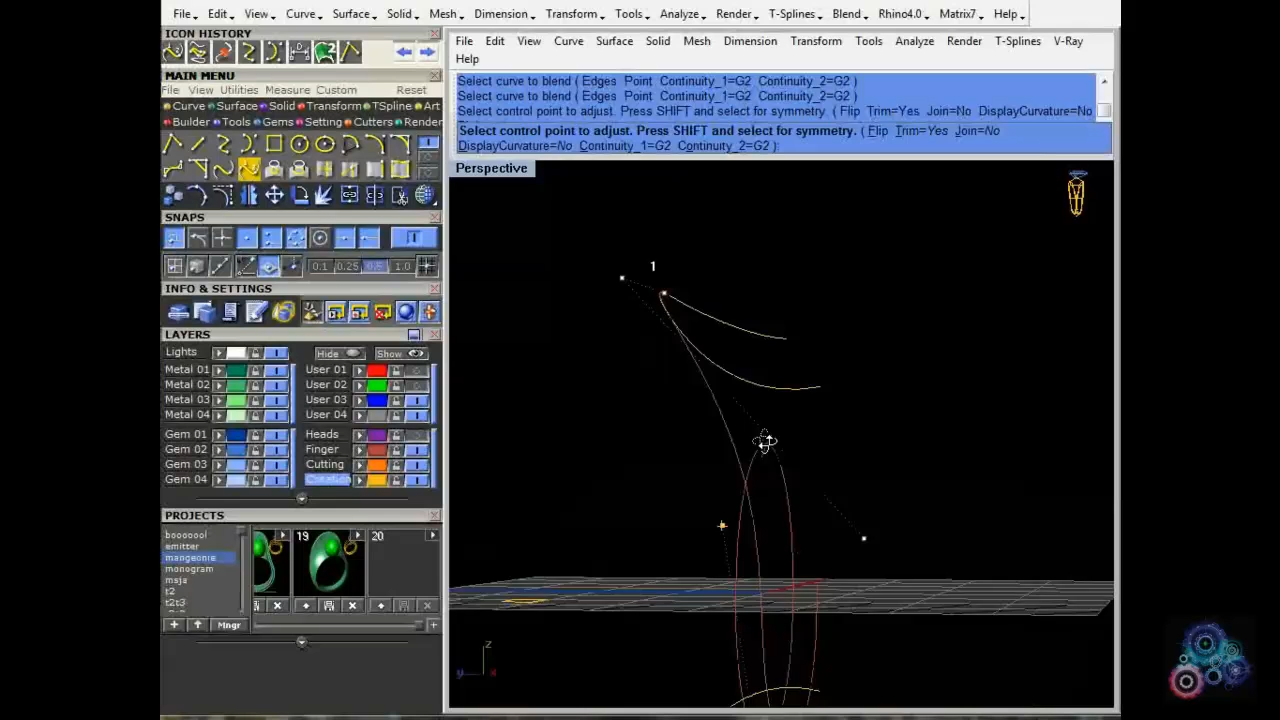 File Edit View Curve Surface Solid Mesh Dimension Transform Tools Analyze Render T-Splines Blend Rhino4.0 Matrix7 Help
ICON HISTORY
MAIN MENU
File View Utilities Measure Custom Reset
Curve Surface Solid Transform TSpline Art
Builder Tools Gems Setting Cutters Render
SNAPS
0.1 0.25 0.5 1.0
INFO & SETTINGS
LAYERS
Lights Hide Show
Metal 01 User 01
Metal 02 User 02
Metal 03 User 03
Metal 04 User 04
Gem 01 Heads
Gem 02 Finger
Gem 03 Cutting
Gem 04 Creation
PROJECTS
booooool
emitter
mangeonie
monogram
msja
t2
t2t3
19 20
Mngr
File Edit View Curve Surface Solid Mesh Dimension Transform Tools Analyze Render T-Splines V-Ray
Help
Select curve to blend ( Edges Point Continuity_1=G2 Continuity_2=G2 )
Select curve to blend ( Edges Point Continuity_1=G2 Continuity_2=G2 )
Select control point to adjust. Press SHIFT and select for symmetry. ( Flip Trim=Yes Join=No DisplayCurvature=No
Select control point to adjust. Press SHIFT and select for symmetry. ( Flip Trim=Yes Join=No
DisplayCurvature=No Continuity_1=G2 Continuity_2=G2 ):
Perspective
1
z
y x